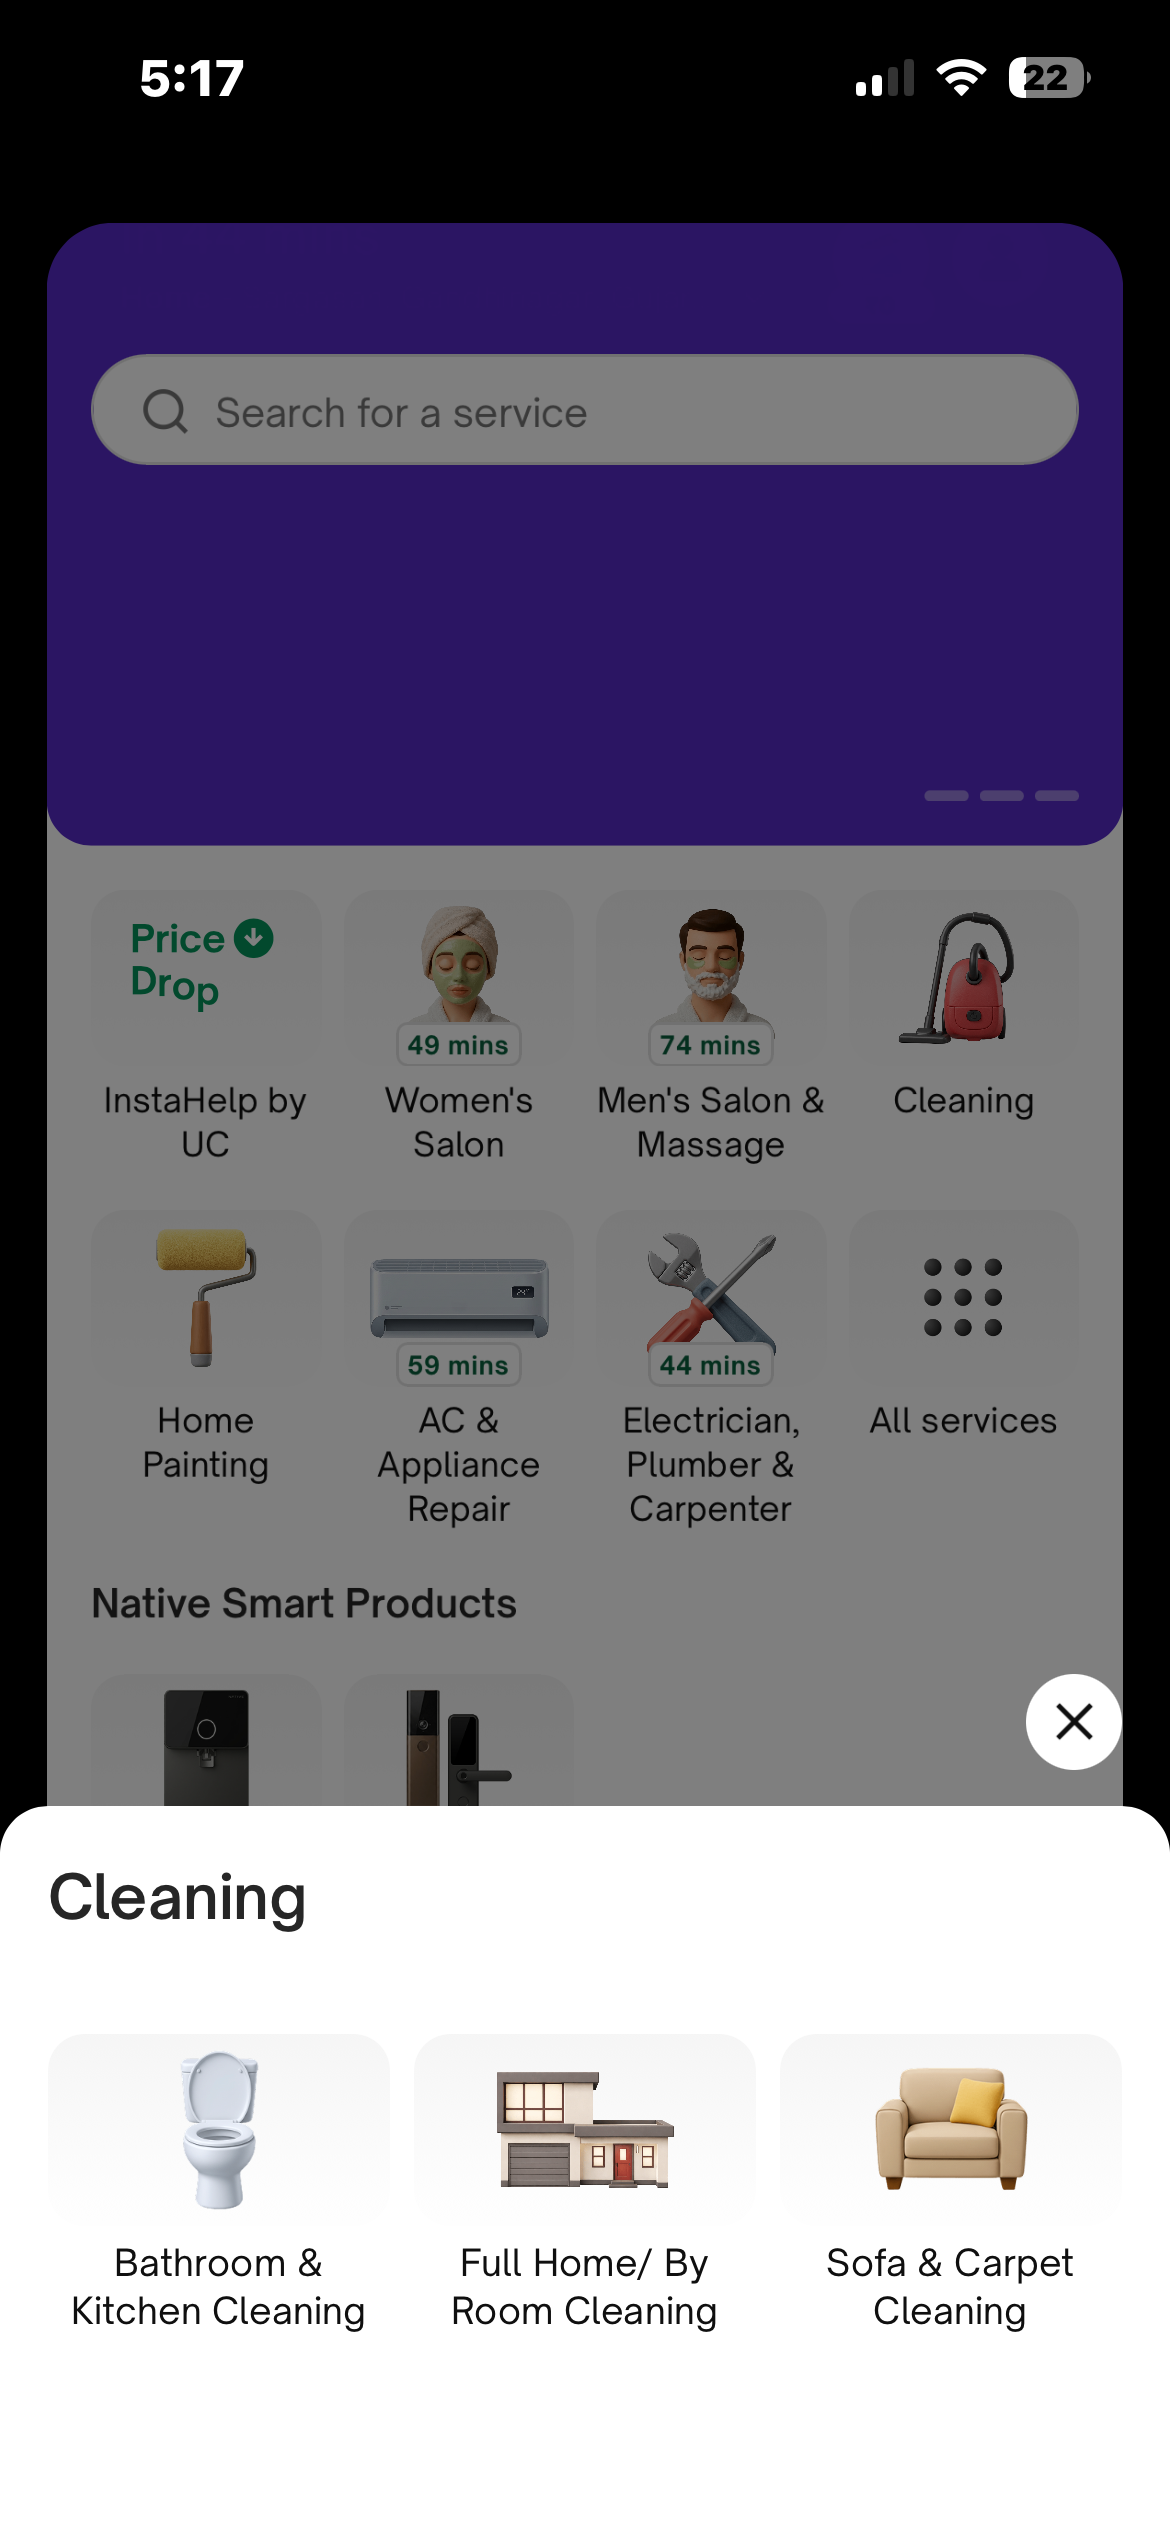 5:17
22
Search for a service
Price
Drop
49 mins
74 mins
InstaHelp by
UC
Women's
Salon
Men's Salon &
Massage
Cleaning
24°
59 mins
44 mins
Home
Painting
AC &
Appliance
Repair
Electrician,
Plumber &
Carpenter
All services
Native Smart Products
Cleaning
Bathroom &
Kitchen Cleaning
Full Home/ By
Room Cleaning
Sofa & Carpet
Cleaning